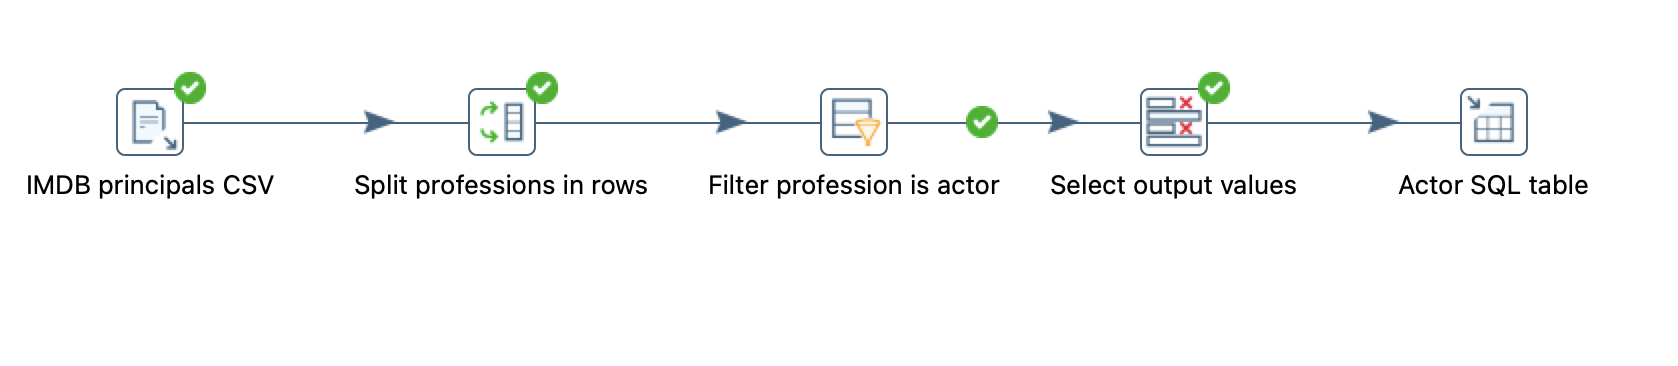 IMDB principals CSV
Split professions in rows
Filter profession is actor
Select output values
Actor SQL table